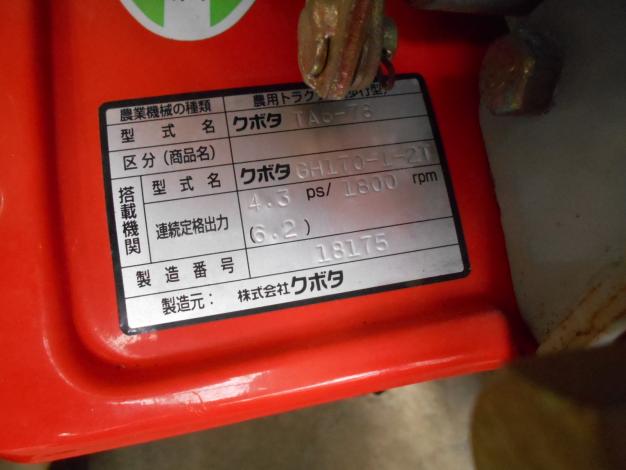 農業機械の種類 農用トラクタ 歩行型)
型式名 クボタ TA6-78
区分(商品名)
搭載機関 型式名 クボタ GH170-1-2T
連続定格出力 4.3 ps/ 1800 rpm
(6.2)
製造番号 18175
製造元: 株式会社クボタ